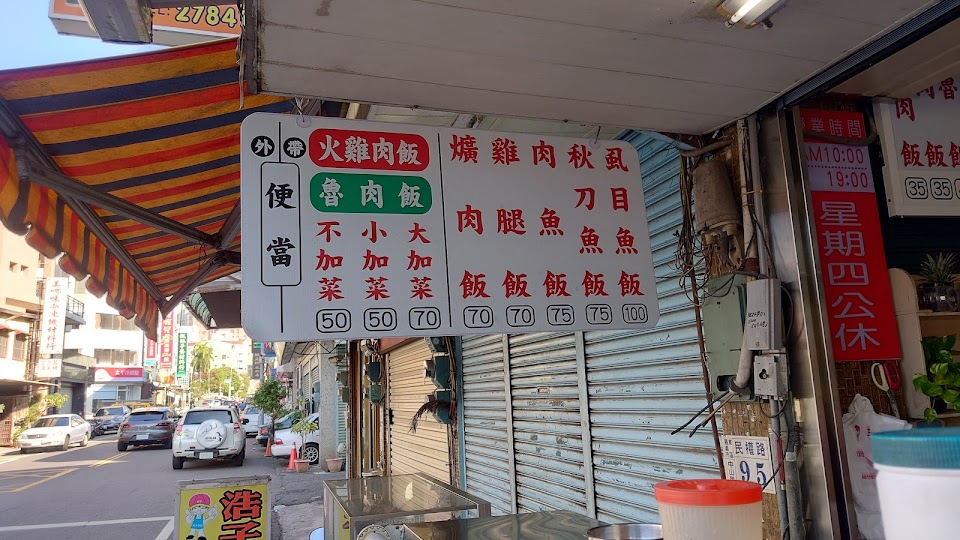 2784
外帶
便當
火雞肉飯
魯肉飯
不加菜
50
小加菜
50
大加菜
70
爌肉飯
70
雞腿飯
70
肉魚飯
75
秋刀魚飯
75
虱目魚飯
100
業時間
AM10:00
19:00
星期四公休
肉
飯飯飯
35 35
民權路
95
浩子